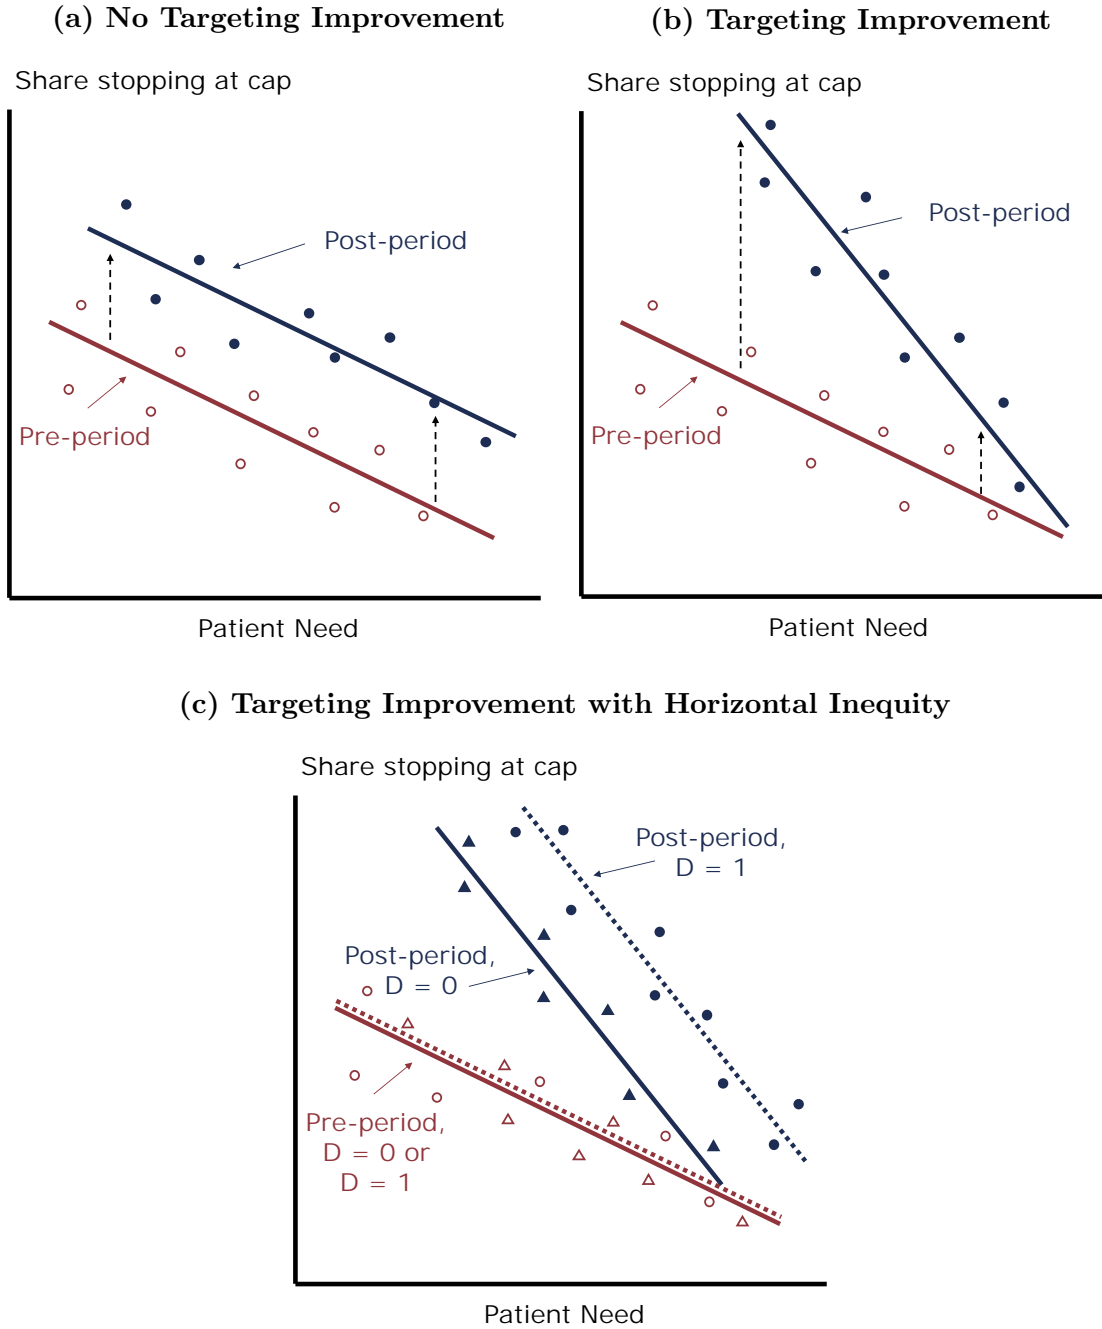 (a) No Targeting Improvement
Share stopping at cap
Post-period
Pre-period
Patient Need
(b) Targeting Improvement
Share stopping at cap
Post-period
Pre-period
Patient Need
(c) Targeting Improvement with Horizontal Inequity
Share stopping at cap
Post-period,
D = 1
Post-period,
D = 0
Pre-period,
D = 0 or
D = 1
Patient Need